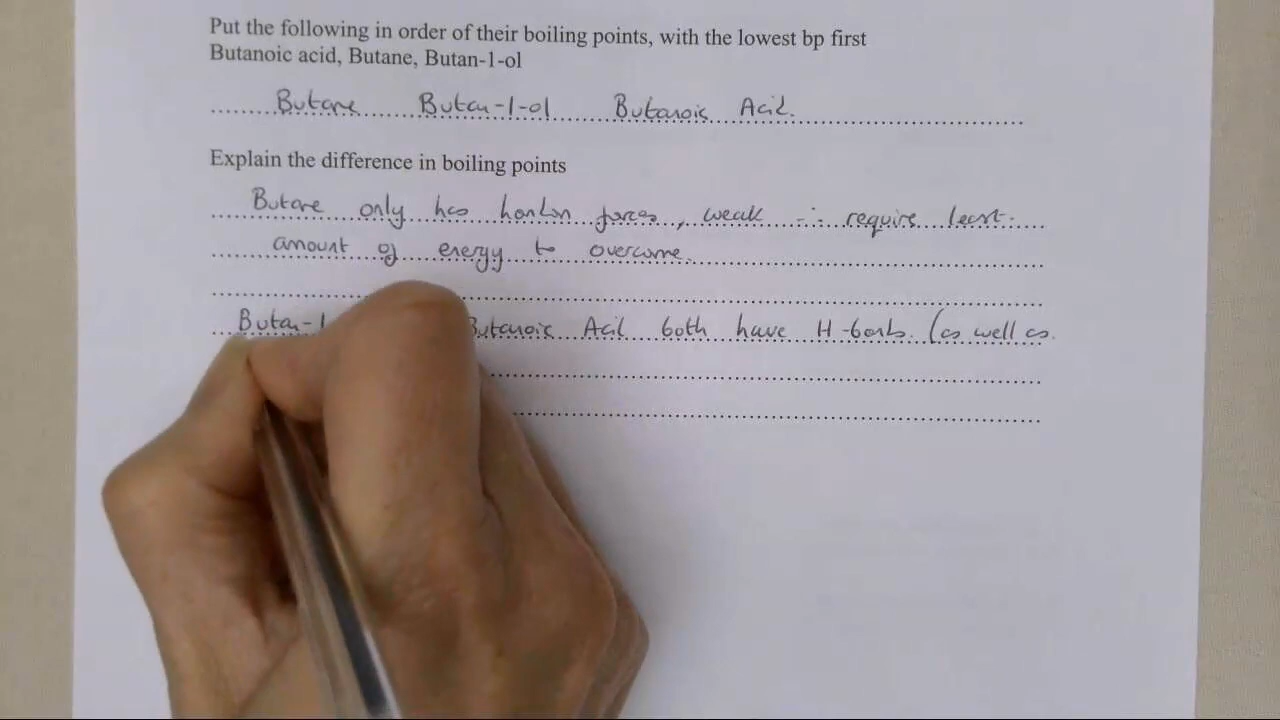 Put the following in order of their boiling points, with the lowest bp first
Butanoic acid, Butane, Butan-1-ol
Butane Butan-1-ol Butanoic Acid.
Explain the difference in boiling points
Butane only has london forces, weak ∴ require least
amount of energy to overcome.
Butan-1 Butanoic Acid both have H-bonds (as well as